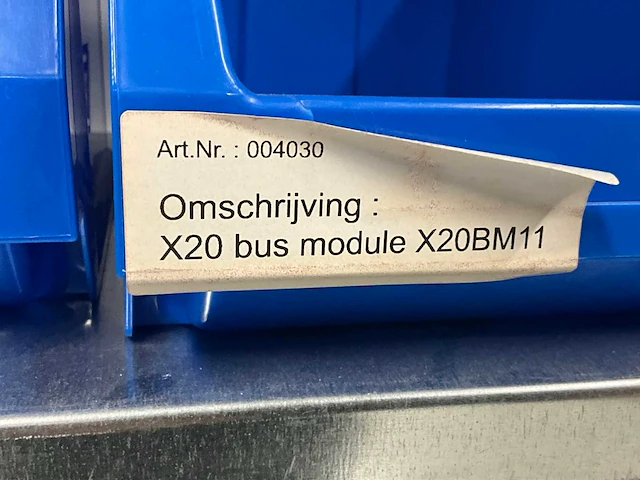 Art.Nr. : 004030
Omschrijving :
X20 bus module X20BM11